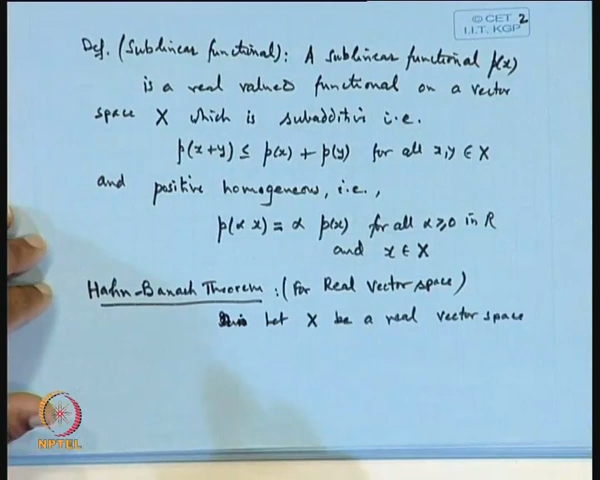 © CET
I.I.T. KGP
2
Def. (Sublinear functional): A sublinear functional p(x)
is a real valued functional on a vector
space X which is subadditive i.e.
p(x+y) ≤ p(x) + p(y) for all x,y ∈ X
and positive homogeneous, i.e.,
p(α x) = α p(x) for all α ≥ 0 in R
and x ∈ X
Hahn-Banach Theorem : (For Real Vector space)
Let X be a real vector space
NPTEL